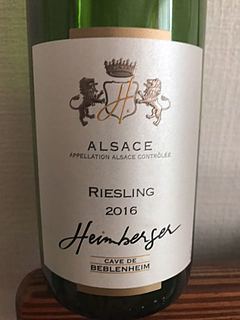 H.
ALSACE
APPELLATION ALSACE CONTRÔLÉE
RIESLING
2016
Heimberger
CAVE DE
BEBLENHEIM